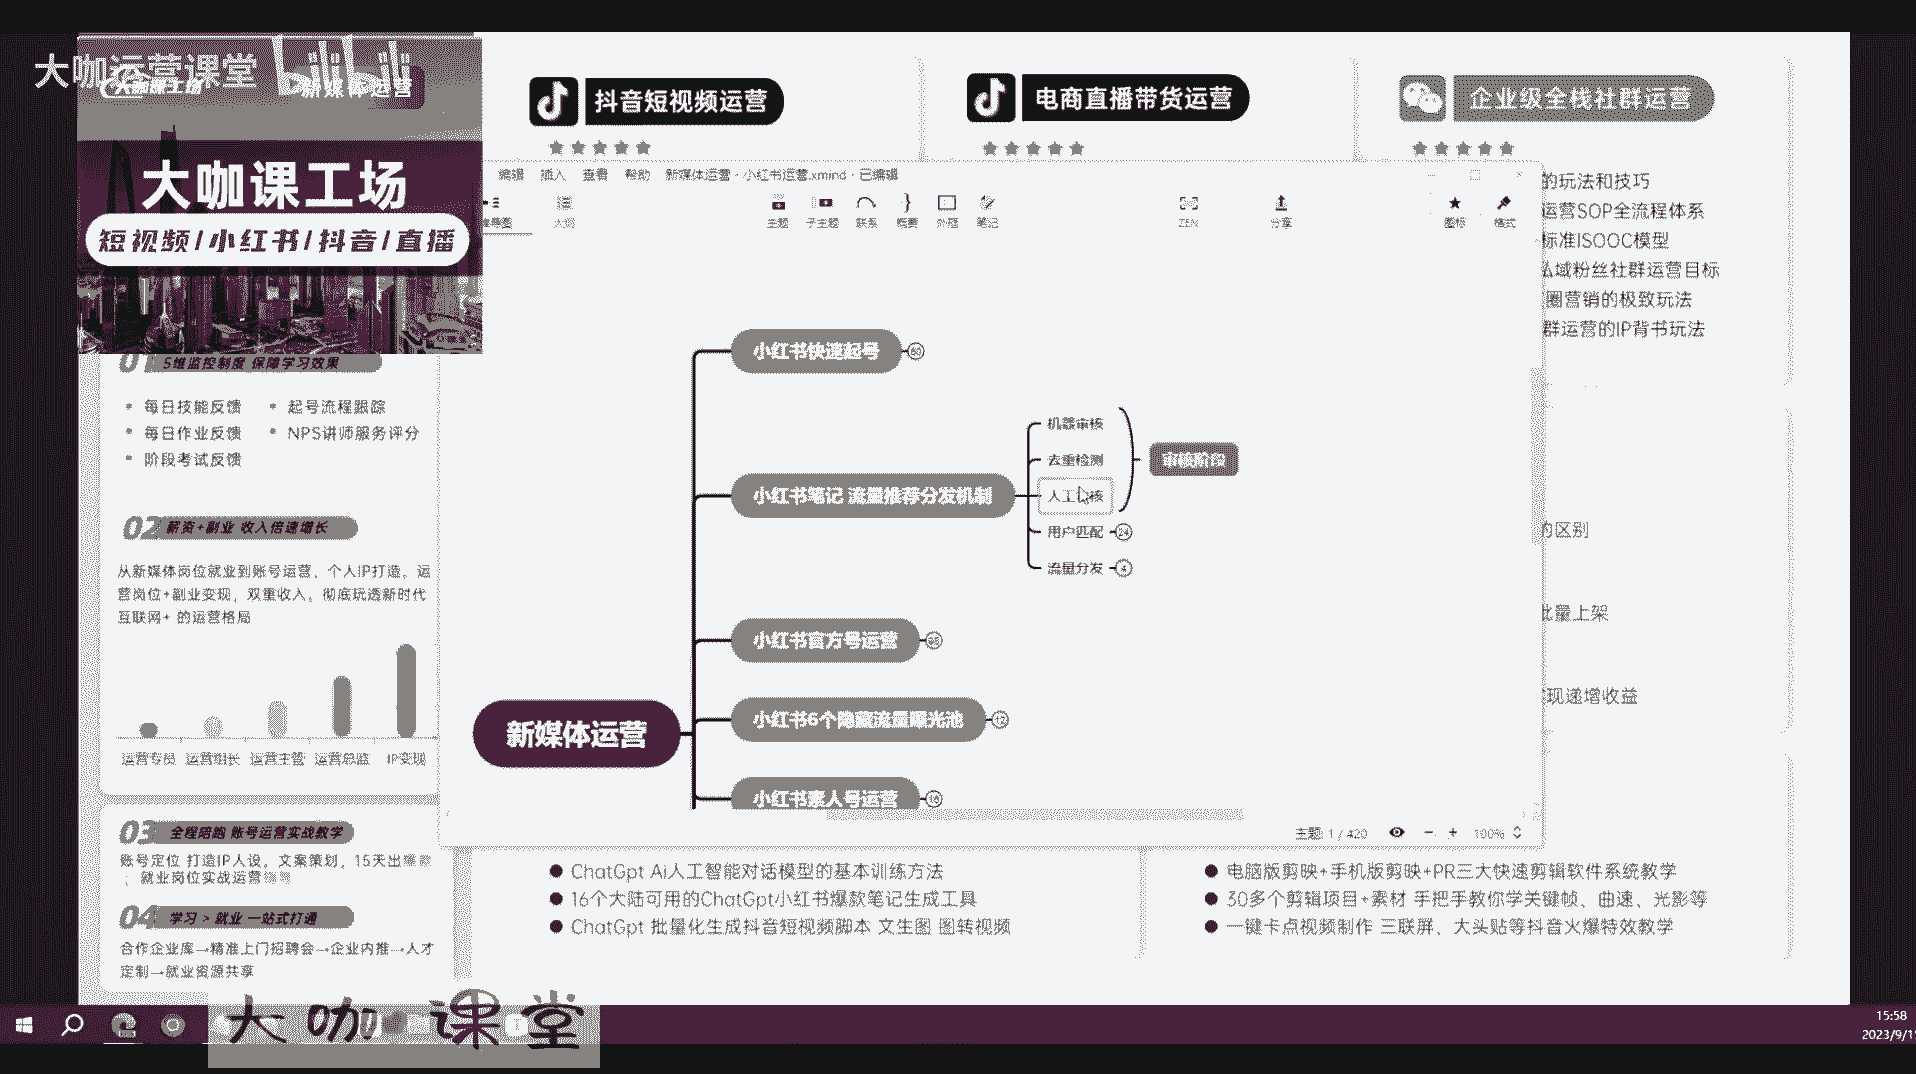 大咖运营课堂 bilibili
大咖课工场
新媒体运营
大咖课工场
短视频/小红书/抖音/直播
抖音短视频运营
电商直播带货运营
企业级全栈社群运营
的玩法和技巧
运营SOP全流程体系
标准ISOOC模型
私域粉丝社群运营目标
圈营销的极致玩法
群运营的IP背书玩法
编辑 插入 查看 帮助 新媒体运营 - 小红书运营.xmind - 已编辑
大纲 主题 子主题 联系 概要 外框 笔记 ZEN 分享 图标 格式
小红书快速起号
小红书笔记 流量推荐分发机制
机器审核
去重检测
人工 核
用户匹配 24
流量分发 4
审核阶段
小红书官方号运营
小红书6个隐藏流量曝光池
新媒体运营
小红书素人号运营
主题: 1 / 420
100%
01 5维监控制度 保障学习效果
每日技能反馈 起号流程跟踪
每日作业反馈 NPS讲师服务评分
阶段考试反馈
02 薪资+副业 收入倍速增长
从新媒体岗位就业到账号运营、个人IP打造。运
营岗位+副业变现，双重收入。彻底玩透新时代
互联网+ 的运营格局
运营专员 运营组长 运营主管 运营总监 IP变现
03 全程陪跑 账号运营实战教学
账号定位 打造IP人设。文案策划，15天出
就业岗位实战运营
04 学习 > 就业 一站式打通
合作企业库→精准上门招聘会→企业内推→人才
定制→就业资源共享
的区别
批量上架
现递增收益
ChatGpt Ai人工智能对话模型的基本训练方法
16个大陆可用的ChatGpt小红书爆款笔记生成工具
ChatGpt 批量化生成抖音短视频脚本 文生图 图转视频
电脑版剪映+手机版剪映+PR三大快速剪辑软件系统教学
30多个剪辑项目+素材 手把手教你学关键帧、曲速、光影等
一键卡点视频制作 三联屏、大头贴等抖音火爆特效教学
大咖课堂
15:58
2023/9/1